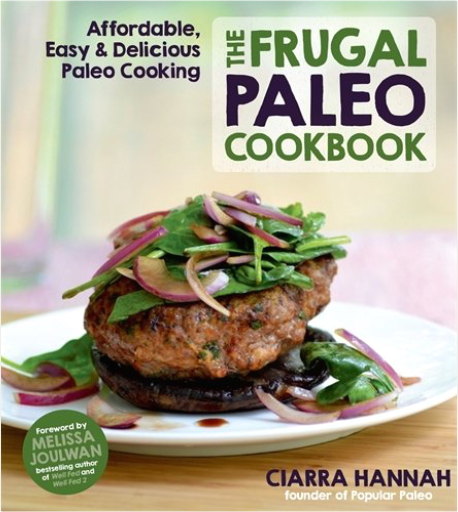 Affordable,
Easy & Delicious
Paleo Cooking
THE
FRUGAL
PALEO
COOKBOOK
Foreword by
MELISSA
JOULWAN
bestselling author
of Well Fed and
Well Fed 2
CIARRA HANNAH
founder of Popular Paleo